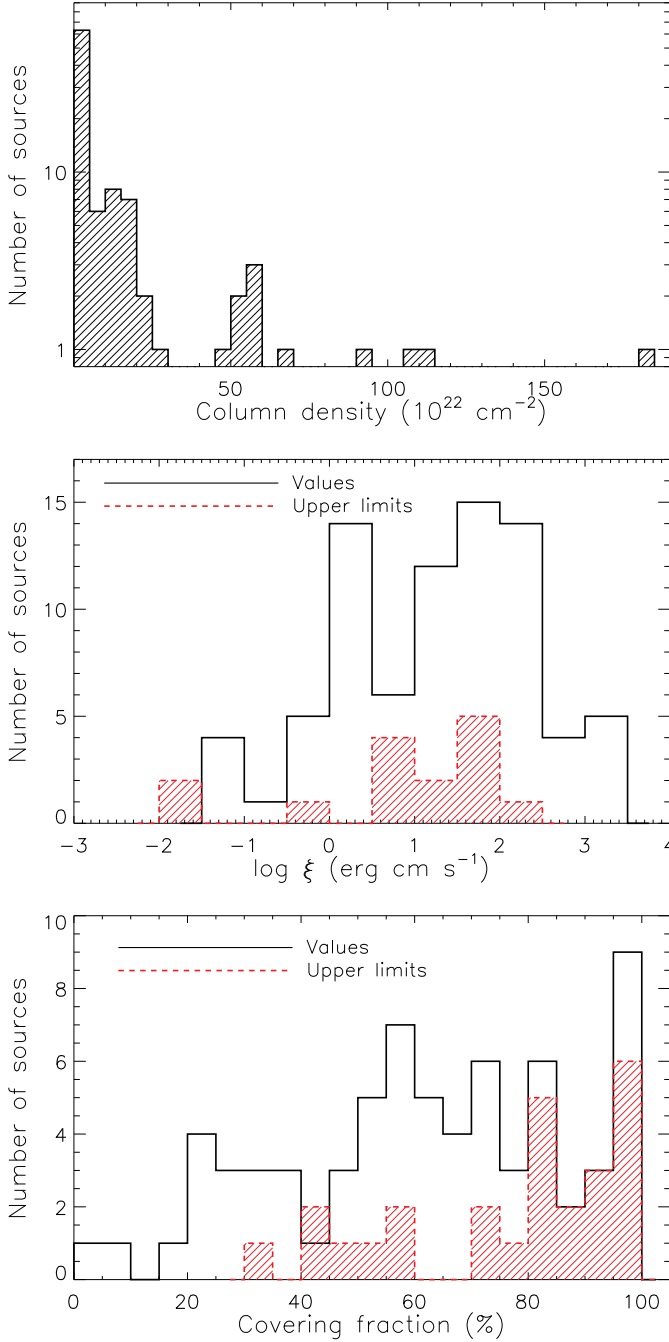 Number of sources
10
1
50
100
150
Column density (10²² cm⁻²)
Number of sources
15
10
5
0
Values
Upper limits
−3
−2
−1
0
1
2
3
4
log ξ (erg cm s⁻¹)
Number of sources
10
8
6
4
2
0
Values
Upper limits
0
20
40
60
80
100
Covering fraction (%)